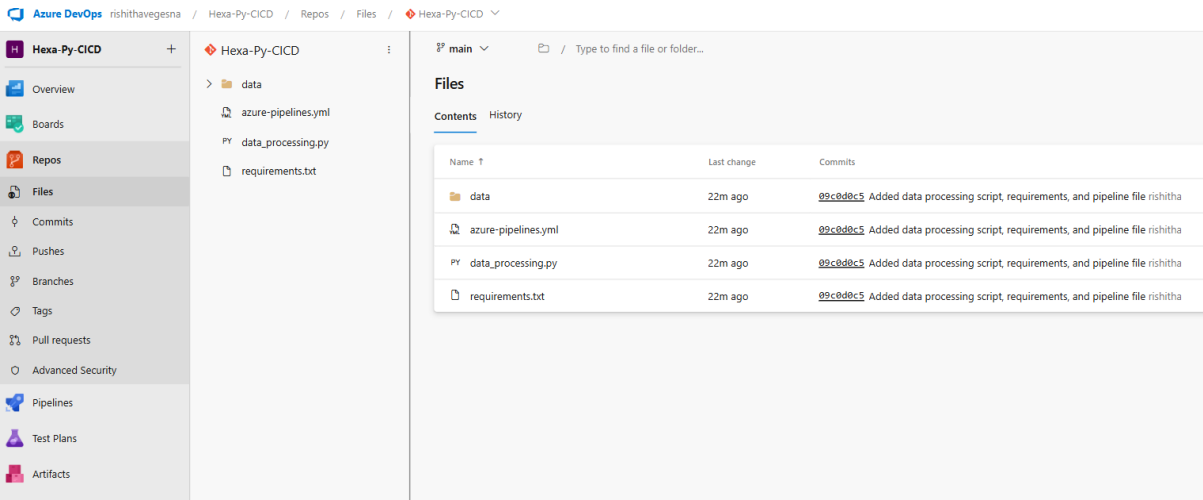 Azure DevOps rishithavegesna / Hexa-Py-CICD / Repos / Files / Hexa-Py-CICD
H Hexa-Py-CICD +
Overview
Boards
Repos
Files
Commits
Pushes
Branches
Tags
Pull requests
Advanced Security
Pipelines
Test Plans
Artifacts
Hexa-Py-CICD
data
YML azure-pipelines.yml
PY data_processing.py
requirements.txt
main / Type to find a file or folder...
Files
Contents History
Name ↑ Last change Commits
data 22m ago 09c0d0c5 Added data processing script, requirements, and pipeline file rishitha
YML azure-pipelines.yml 22m ago 09c0d0c5 Added data processing script, requirements, and pipeline file rishitha
PY data_processing.py 22m ago 09c0d0c5 Added data processing script, requirements, and pipeline file rishitha
requirements.txt 22m ago 09c0d0c5 Added data processing script, requirements, and pipeline file rishitha